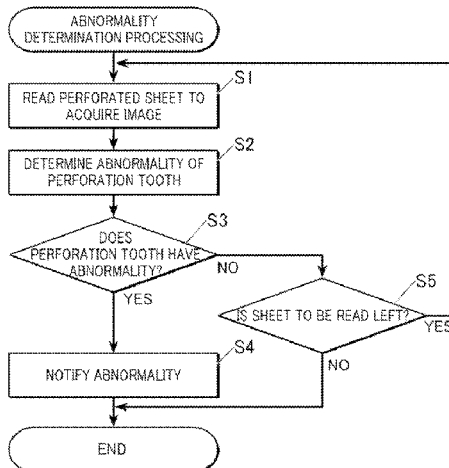 ABNORMALITY
DETERMINATION PROCESSING
S1
READ PERFORATED SHEET TO
ACQUIRE IMAGE
S2
DETERMINE ABNORMALITY OF
PERFORATION TOOTH
S3
DOES
PERFORATION TOOTH HAVE
ABNORMALITY?
NO
YES
S5
IS SHEET TO BE READ LEFT?
YES
NO
S4
NOTIFY ABNORMALITY
END